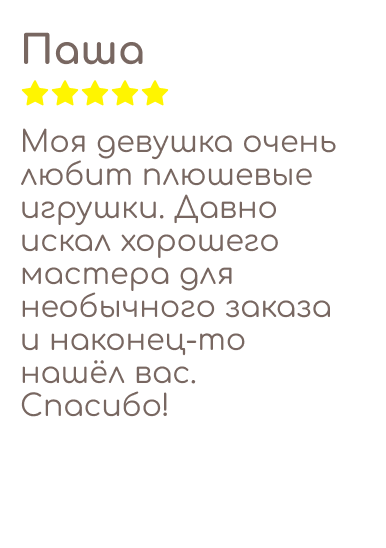 Паша
Моя девушка очень
любит плюшевые
игрушки. Давно
искал хорошего
мастера для
необычного заказа
и наконец-то
нашёл вас.
Спасибо!